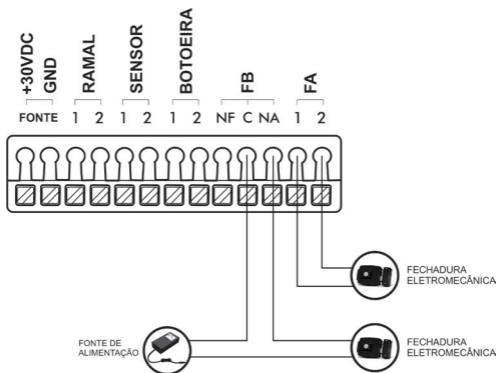 +30VDC GND RAMAL SENSOR BOTOEIRA FB FA
FONTE 1 2 1 2 1 2 NF C NA 1 2
FECHADURA
ELETROMECÂNICA
FONTE DE
ALIMENTAÇÃO
FECHADURA
ELETROMECÂNICA